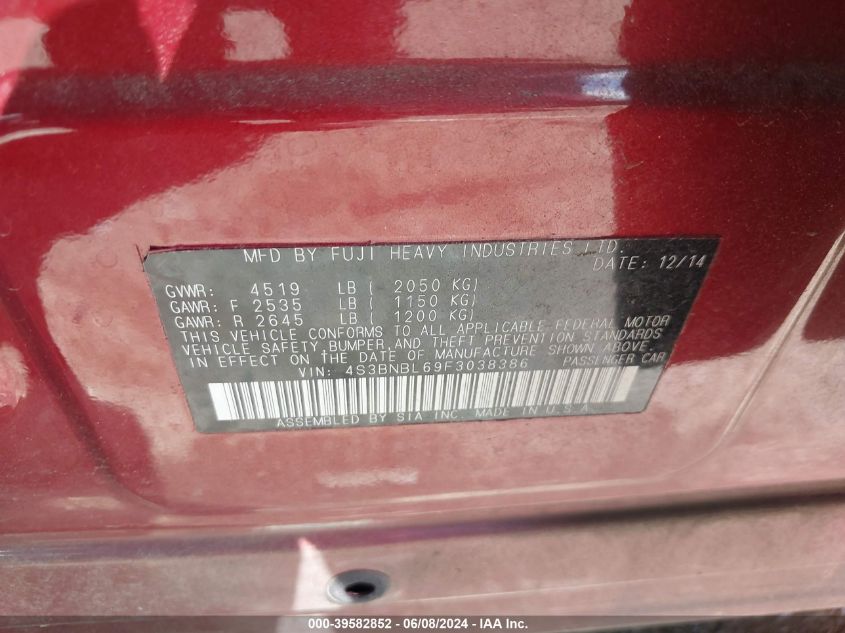 MFD BY FUJI HEAVY INDUSTRIES LTD.
DATE: 12/14
GVWR: 4519 LB ( 2050 KG)
GAWR: F 2535 LB ( 1150 KG)
GAWR: R 2645 LB ( 1200 KG)
THIS VEHICLE CONFORMS TO ALL APPLICABLE-FEDERAL MOTOR
VEHICLE SAFETY,BUMPER,AND THEFT PREVENTION STANDARDS
IN EFFECT ON THE DATE OF MANUFACTURE SHOWN ABOVE.
VIN: 4S3BNBL69F3038386 PASSENGER CAR
ASSEMBLED BY SIA INC. MADE IN U.S.A.
000-39582852 - 06/08/2024 - IAA Inc.